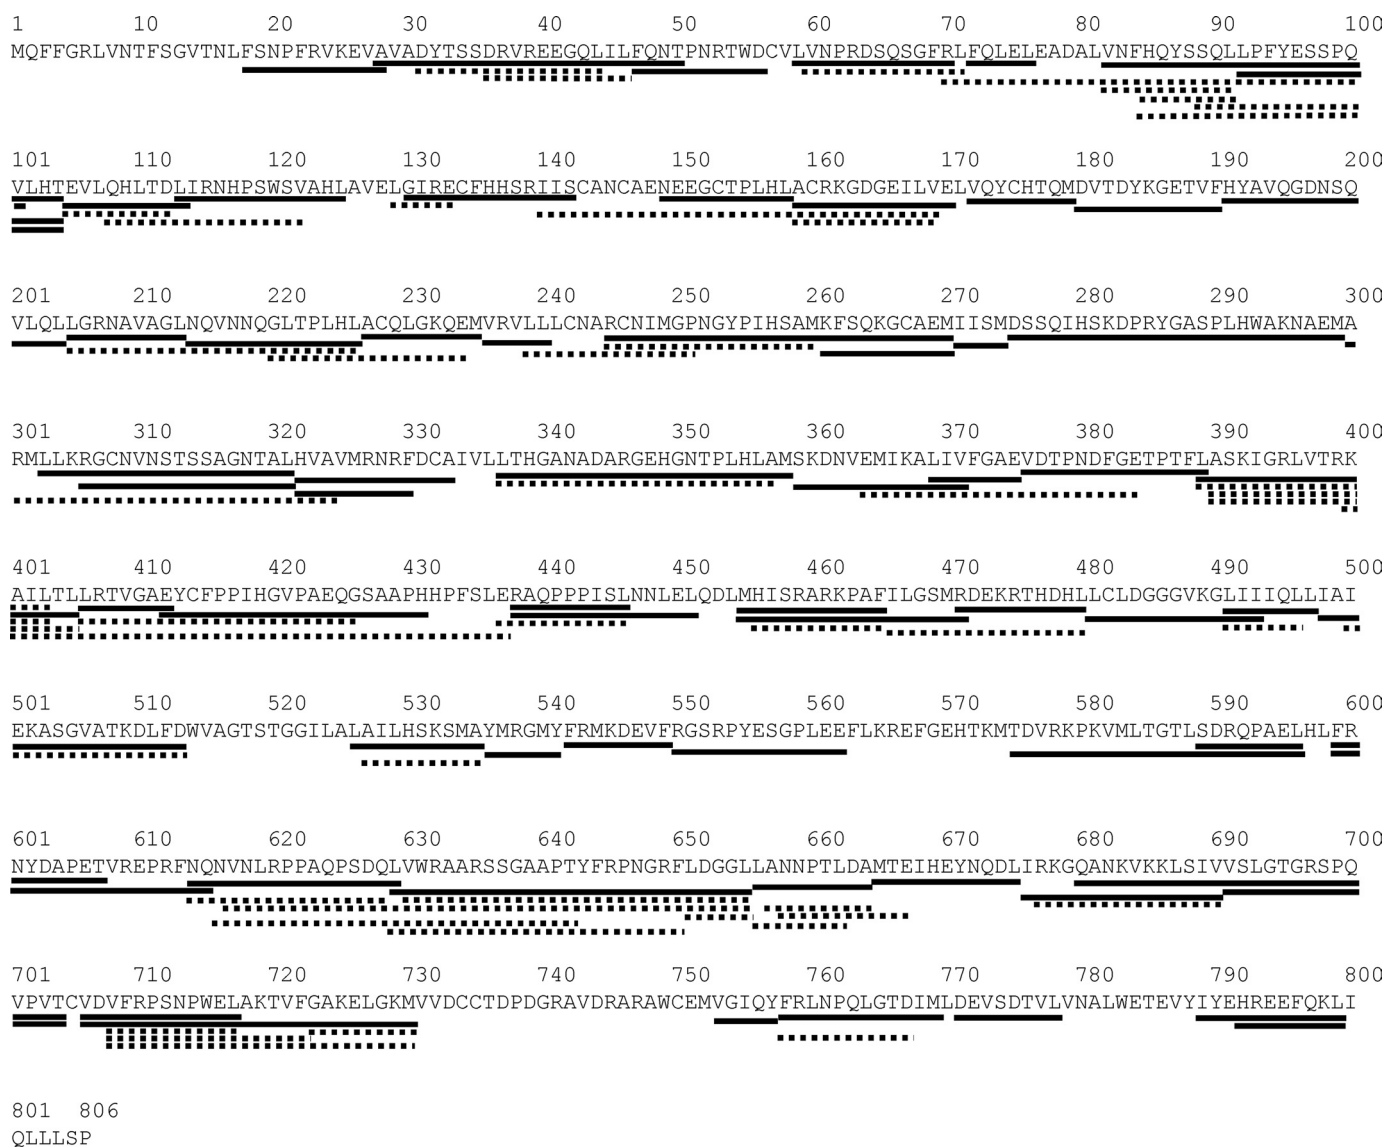 1 10 20 30 40 50 60 70 80 90 100
MQFFGRLVNTFSGVTNLFSNPFRVKEVAVADYTSSDRVREEGQLILFQNTPNRTWDCVLVNPRDSQSGFRLFQLELEADALVNFHQYSSQLLPFYESSPQ
101 110 120 130 140 150 160 170 180 190 200
VLHTEVLQHLTDLIRNHPSWSVAHLAVELGIRECFHHSRIISCANCAENEEGCTPLHLACRKGDGEILVELVQYCHTQMDVTDYKGETVFHYAVQGDNSQ
201 210 220 230 240 250 260 270 280 290 300
VLQLLGRNAVAGLNQVNNQGLTPLHLACQLGKQEMVRVLLLCNARCNIMGPNGYPIHSAMKFSQKGCAEMIISMDSSQIHSKDPRYGASPLHWAKNAEMA
301 310 320 330 340 350 360 370 380 390 400
RMLLKRGCNVNSTSSAGNTALHVAVMRNRFDCAIVLLTHGANADARGEHGNTPLHLAMSKDNVEMIKALIVFGAEVDTPNDFGETPTFLASKIGRLVTRK
401 410 420 430 440 450 460 470 480 490 500
AILTLLRTVGAEYCFPPIHGVPAEQGSAAPHHPFSLERAQPPPISLNNLELQDLMHISRARKPAFILGSMRDEKRTHDHLLCLDGGGVKGLIIIQLLIAI
501 510 520 530 540 550 560 570 580 590 600
EKASGVATKDLFDWVAGTSTGGILALAILHSKSMAYMRGMYFRMKDEVFRGSRPYESGPLEEFLKREFGEHTKMTDVRKPKVMLTGTLSDRQPAELHLFR
601 610 620 630 640 650 660 670 680 690 700
NYDAPETVREPRFNQNVNLRPPAQPSDQLVWRAARSSGAAPTYFRPNGRFLDGGLLANNPTLDAMTEIHEYNQDLIRKGQANKVKKLSIVVSLGTGRSPQ
701 710 720 730 740 750 760 770 780 790 800
VPVTCVDVFRPSNPWELAKTVFGAKELGKMVVDCCTDPDGRAVDRARAWCEMVGIQYFRLNPQLGTDIMLDEVSDTVLVNALWETEVYIYEHREEFQKLI
801 806
QLLLSP